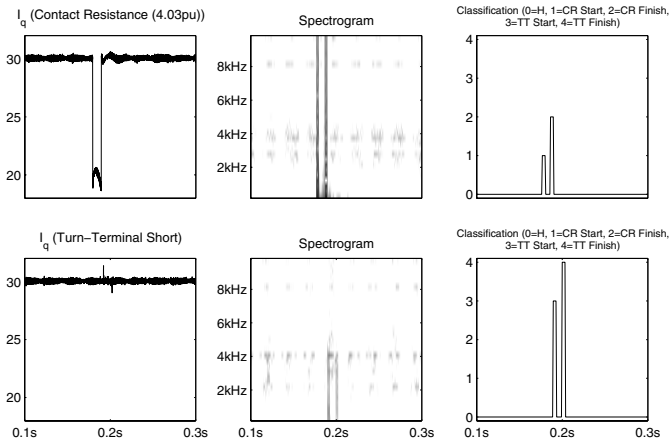 I_q (Contact Resistance (4.03pu))
30
25
20
Spectrogram
8kHz
6kHz
4kHz
2kHz
Classification (0=H, 1=CR Start, 2=CR Finish,
3=TT Start, 4=TT Finish)
4
3
2
1
0
I_q (Turn−Terminal Short)
30
25
20
0.1s
0.2s
0.3s
Spectrogram
8kHz
6kHz
4kHz
2kHz
0.1s
0.2s
0.3s
Classification (0=H, 1=CR Start, 2=CR Finish,
3=TT Start, 4=TT Finish)
4
3
2
1
0
0.1s
0.2s
0.3s